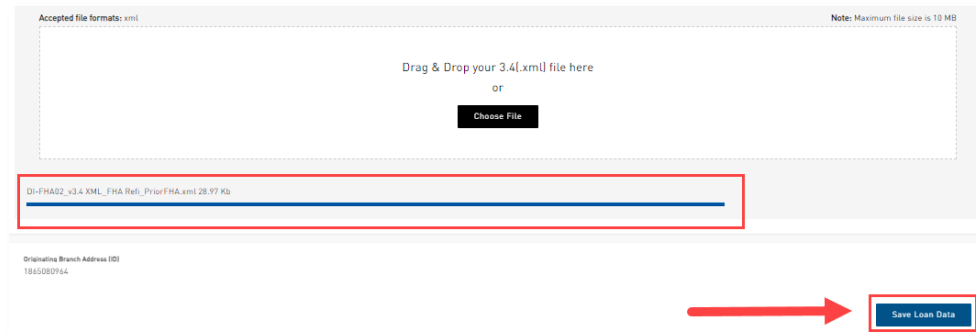 Accepted file formats: xml
Note: Maximum file size is 10 MB
Drag & Drop your 3.4(.xml) file here
or
Choose File
DI-FHA02_v3.4 XML_FHA Refi_PriorFHA.xml 28.97 Kb
Originating Branch Address (ID)
1865080964
Save Loan Data